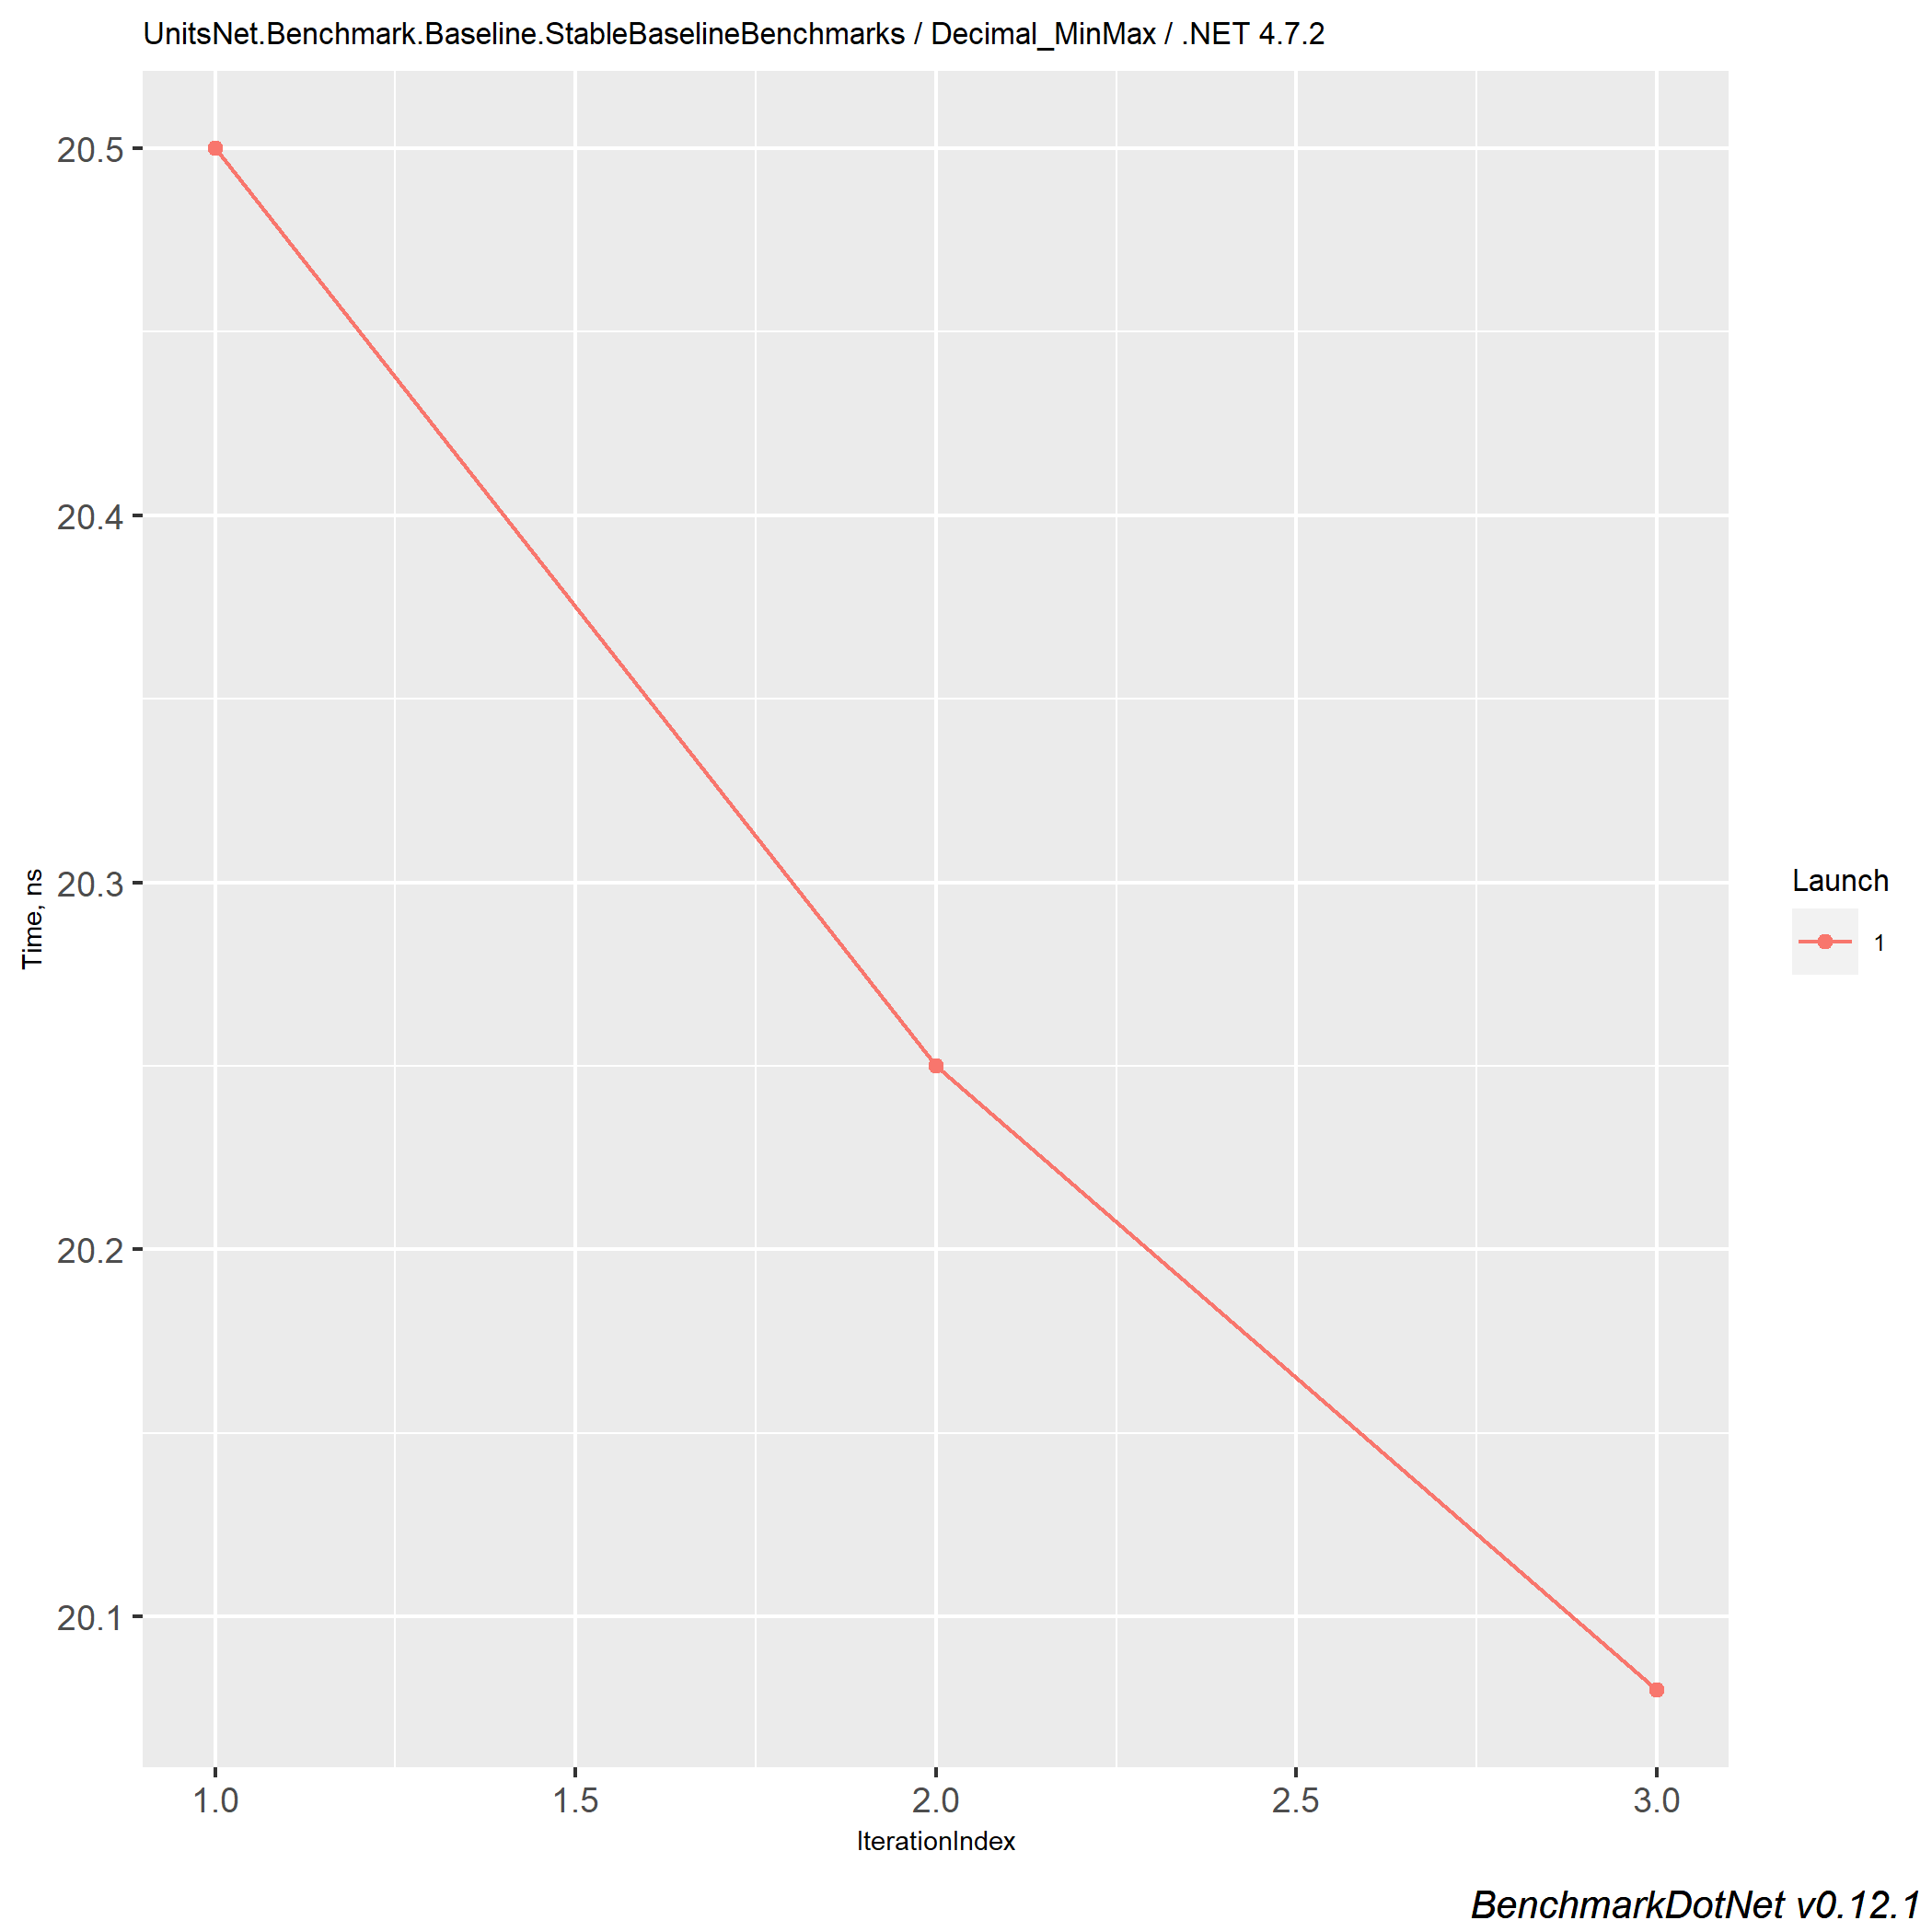 UnitsNet.Benchmark.Baseline.StableBaselineBenchmarks / Decimal_MinMax / .NET 4.7.2
Time, ns
20.5
20.4
20.3
20.2
20.1
1.0 1.5 2.0 2.5 3.0
IterationIndex
Launch
1
BenchmarkDotNet v0.12.1